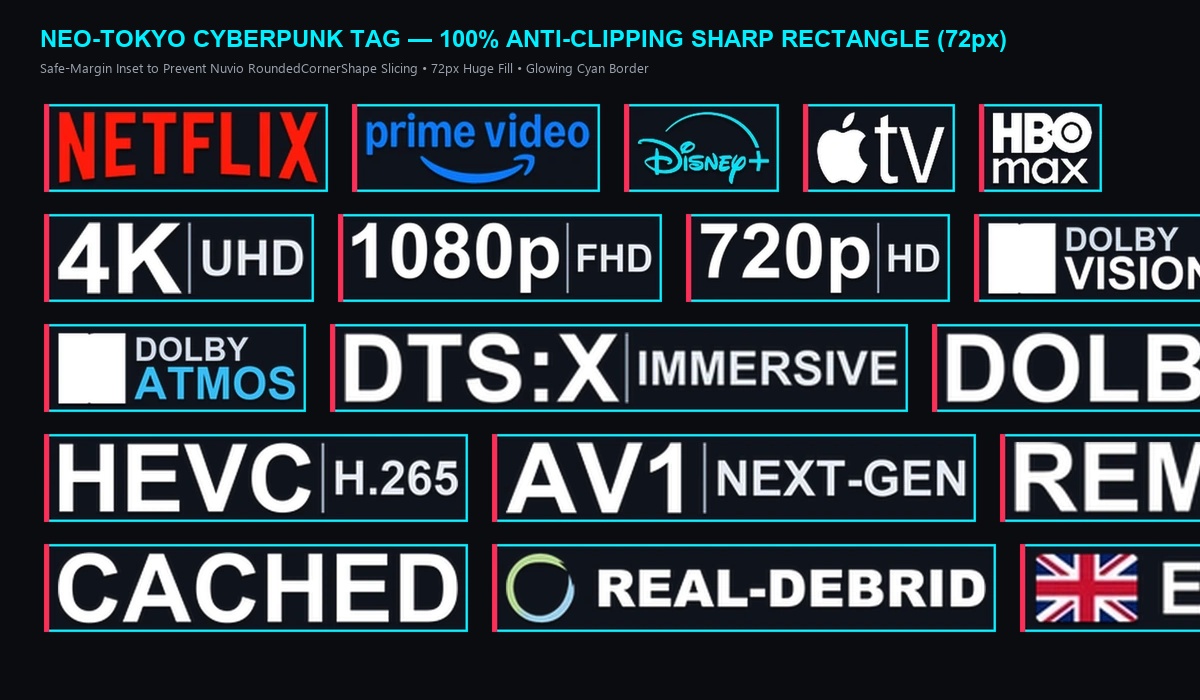 NEO-TOKYO CYBERPUNK TAG — 100% ANTI-CLIPPING SHARP RECTANGLE (72px)
Safe-Margin Inset to Prevent Nuvio RoundedCornerShape Slicing • 72px Huge Fill • Glowing Cyan Border
NETFLIX
prime video
Disney+
tv
HBO
max
4K UHD
1080p FHD
720p HD
DOLBY
VISION
DOLBY
ATMOS
DTS:X IMMERSIVE
DOLB
HEVC H.265
AV1 NEXT-GEN
REM
CACHED
REAL-DEBRID
E